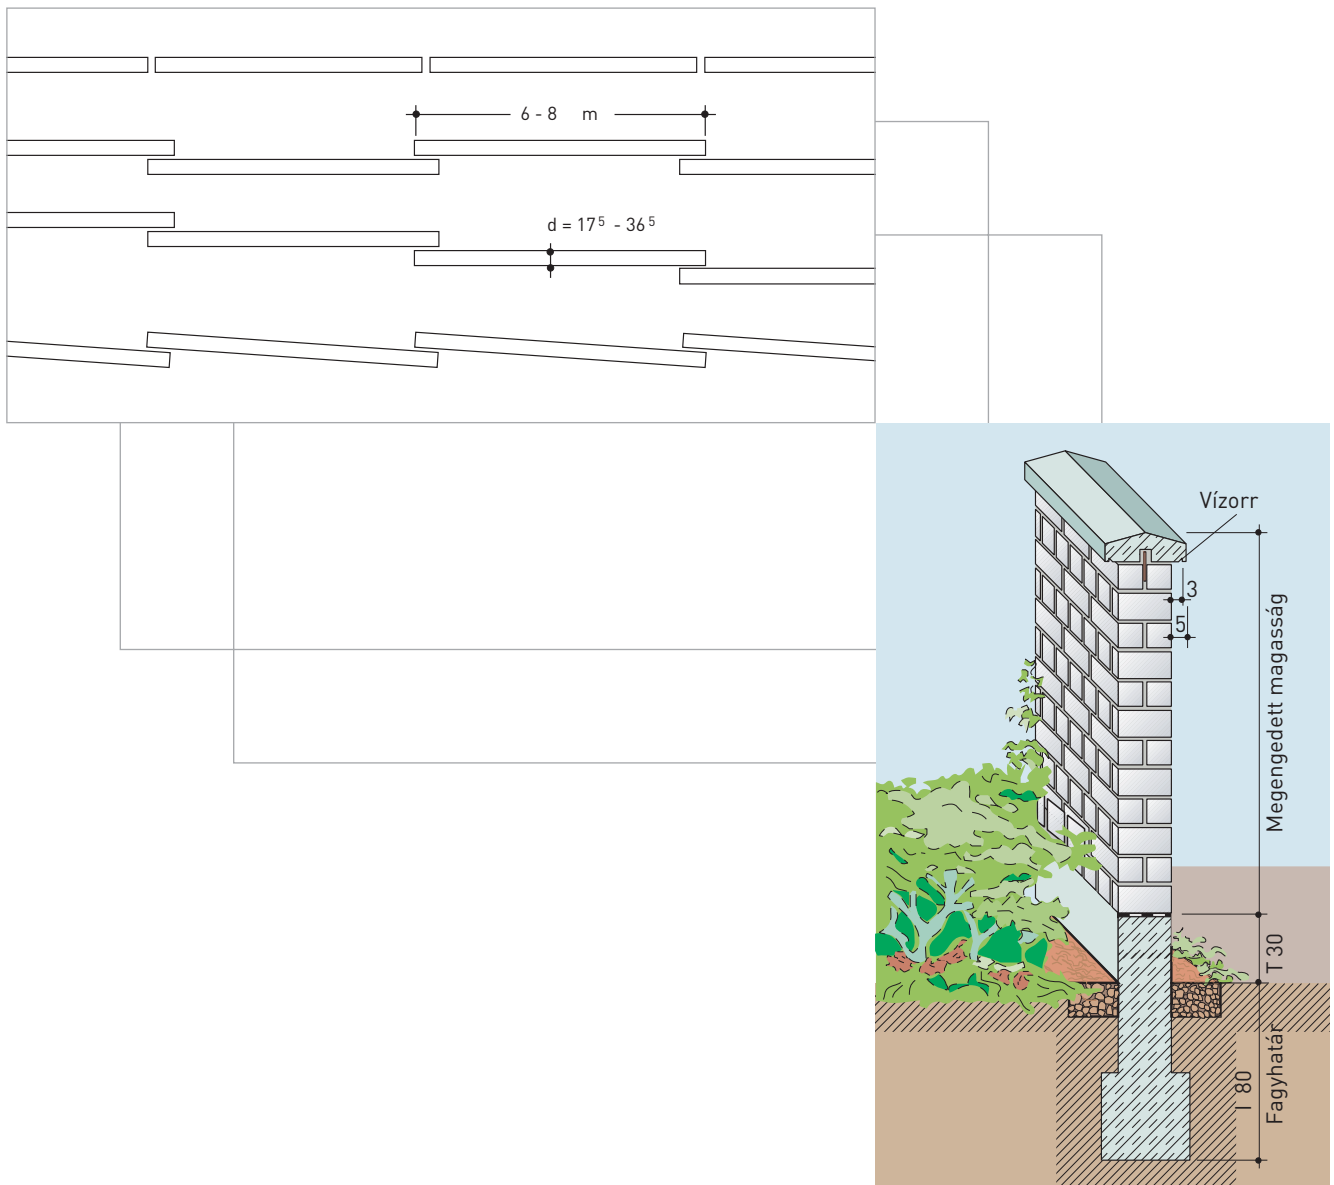 6 - 8 m
d = 17⁵ - 36⁵
Vízorr
3
5
Megengedett magasság
T 30
Fagyhatár
I 80